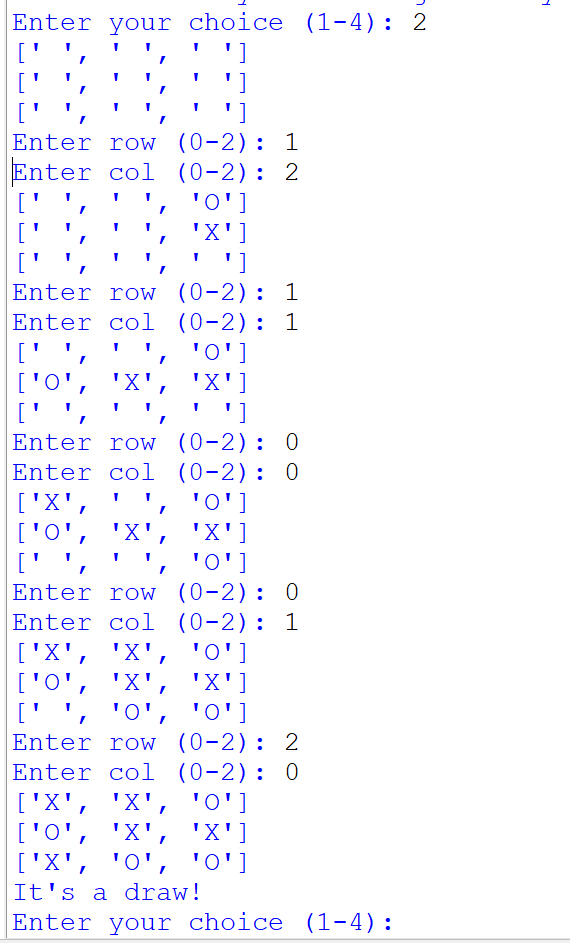 Enter your choice (1-4): 2
[' ', ' ', ' ']
[' ', ' ', ' ']
[' ', ' ', ' ']
Enter row (0-2): 1
Enter col (0-2): 2
[' ', ' ', 'O']
[' ', ' ', 'X']
[' ', ' ', ' ']
Enter row (0-2): 1
Enter col (0-2): 1
[' ', ' ', 'O']
['O', 'X', 'X']
[' ', ' ', ' ']
Enter row (0-2): 0
Enter col (0-2): 0
['X', ' ', 'O']
['O', 'X', 'X']
[' ', ' ', 'O']
Enter row (0-2): 0
Enter col (0-2): 1
['X', 'X', 'O']
['O', 'X', 'X']
[' ', 'O', 'O']
Enter row (0-2): 2
Enter col (0-2): 0
['X', 'X', 'O']
['O', 'X', 'X']
['X', 'O', 'O']
It's a draw!
Enter your choice (1-4):